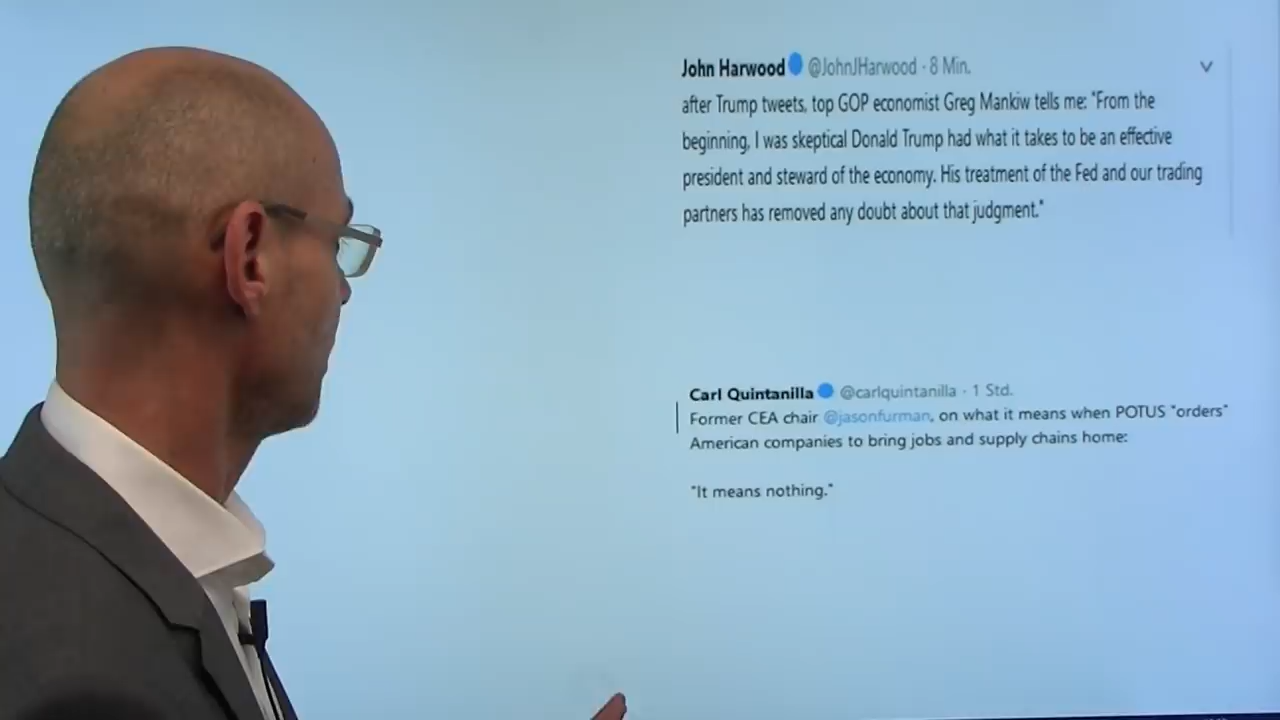 John Harwood @JohnJHarwood · 8 Min.
after Trump tweets, top GOP economist Greg Mankiw tells me: "From the
beginning, I was skeptical Donald Trump had what it takes to be an effective
president and steward of the economy. His treatment of the Fed and our trading
partners has removed any doubt about that judgment."
Carl Quintanilla @carlquintanilla · 1 Std.
Former CEA chair @jasonfurman, on what it means when POTUS "orders"
American companies to bring jobs and supply chains home:
"It means nothing."